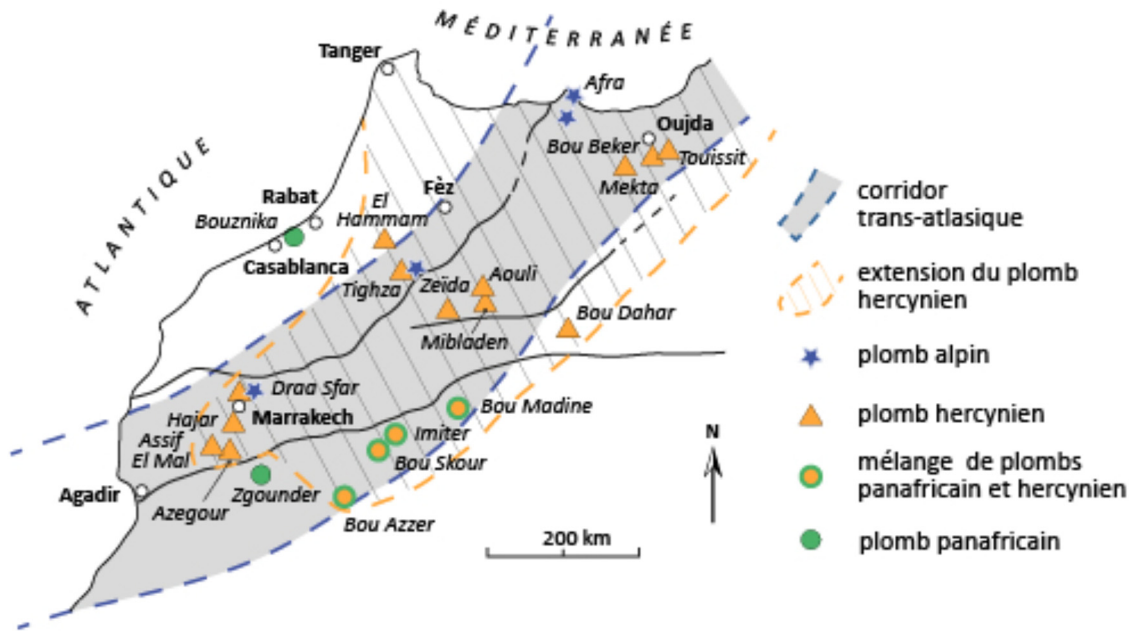 MÉDITERRANÉE
Tanger
Afra
Oujda
Bou Beker
Touissit
Mekta
ATLANTIQUE
Rabat
Bouznika
Casablanca
El
Hammam
Fèz
Tighza
Zeïda
Aouli
Mibladen
Bou Dahar
Draa Sfar
Hajar
Marrakech
Assif
El Mal
Bou Madine
Imiter
Bou Skour
Agadir
Azegour
Zgounder
Bou Azzer
200 km
N
corridor
trans-atlasique
extension du plomb
hercynien
plomb alpin
plomb hercynien
mélange de plombs
panafricain et hercynien
plomb panafricain